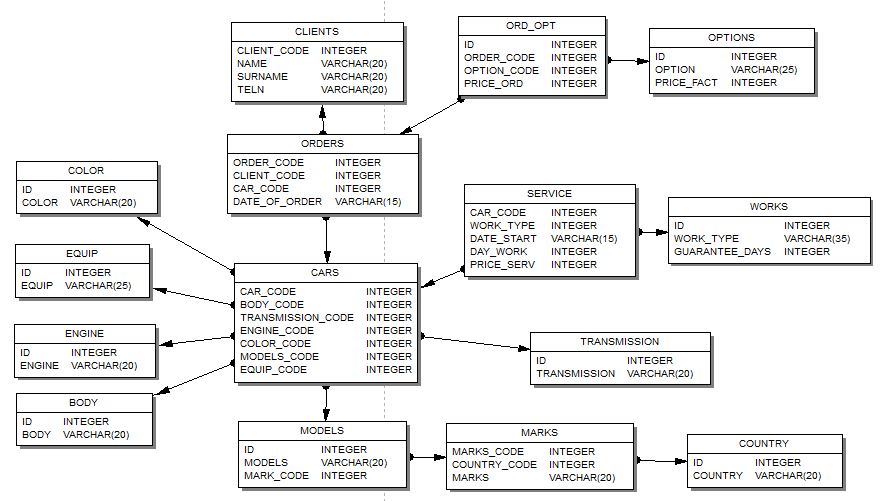 CLIENTS
CLIENT_CODE INTEGER
NAME VARCHAR(20)
SURNAME VARCHAR(20)
TELN VARCHAR(20)
ORD_OPT
ID INTEGER
ORDER_CODE INTEGER
OPTION_CODE INTEGER
PRICE_ORD INTEGER
OPTIONS
ID INTEGER
OPTION VARCHAR(25)
PRICE_FACT INTEGER
ORDERS
ORDER_CODE INTEGER
CLIENT_CODE INTEGER
CAR_CODE INTEGER
DATE_OF_ORDER VARCHAR(15)
COLOR
ID INTEGER
COLOR VARCHAR(20)
SERVICE
CAR_CODE INTEGER
WORK_TYPE INTEGER
DATE_START VARCHAR(15)
DAY_WORK INTEGER
PRICE_SERV INTEGER
WORKS
ID INTEGER
WORK_TYPE VARCHAR(35)
GUARANTEE_DAYS INTEGER
EQUIP
ID INTEGER
EQUIP VARCHAR(25)
CARS
CAR_CODE INTEGER
BODY_CODE INTEGER
TRANSMISSION_CODE INTEGER
ENGINE_CODE INTEGER
COLOR_CODE INTEGER
MODELS_CODE INTEGER
EQUIP_CODE INTEGER
ENGINE
ID INTEGER
ENGINE VARCHAR(20)
TRANSMISSION
ID INTEGER
TRANSMISSION VARCHAR(20)
BODY
ID INTEGER
BODY VARCHAR(20)
MODELS
ID INTEGER
MODELS VARCHAR(20)
MARK_CODE INTEGER
MARKS
MARKS_CODE INTEGER
COUNTRY_CODE INTEGER
MARKS VARCHAR(20)
COUNTRY
ID INTEGER
COUNTRY VARCHAR(20)